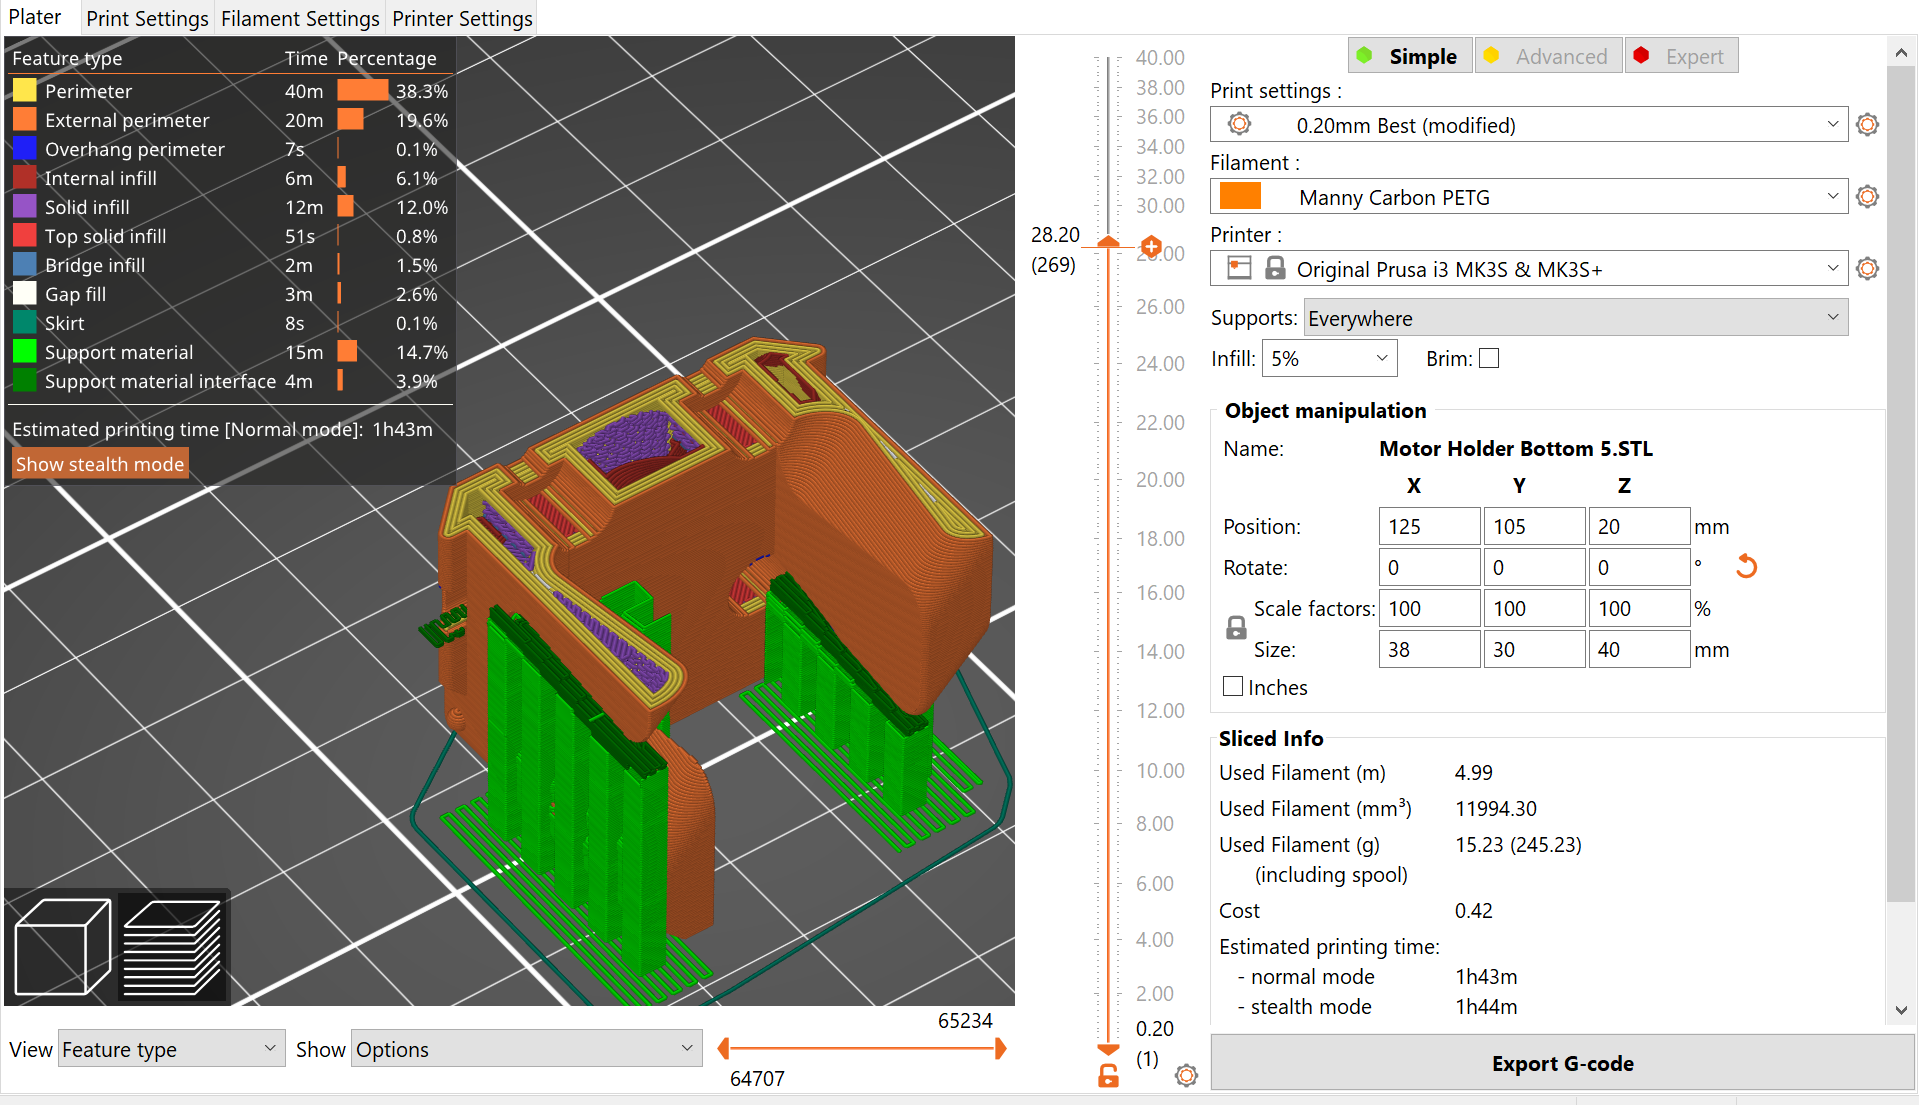 Plater Print Settings Filament Settings Printer Settings
Feature type Time Percentage
Perimeter 40m 38.3%
External perimeter 20m 19.6%
Overhang perimeter 7s 0.1%
Internal infill 6m 6.1%
Solid infill 12m 12.0%
Top solid infill 51s 0.8%
Bridge infill 2m 1.5%
Gap fill 3m 2.6%
Skirt 8s 0.1%
Support material 15m 14.7%
Support material interface 4m 3.9%
Estimated printing time [Normal mode]: 1h43m
Show stealth mode
View Feature type Show Options
65234
64707
40.00
38.00
36.00
34.00
32.00
30.00
28.20
(269)
28.00
26.00
24.00
22.00
20.00
18.00
16.00
14.00
12.00
10.00
8.00
6.00
4.00
2.00
0.20
(1)
Simple Advanced Expert
Print settings :
0.20mm Best (modified)
Filament :
Manny Carbon PETG
Printer :
Original Prusa i3 MK3S & MK3S+
Supports: Everywhere
Infill: 5% Brim:
Object manipulation
Name: Motor Holder Bottom 5.STL
X Y Z
Position: 125 105 20 mm
Rotate: 0 0 0 °
Scale factors: 100 100 100 %
Size: 38 30 40 mm
Inches
Sliced Info
Used Filament (m) 4.99
Used Filament (mm³) 11994.30
Used Filament (g) 15.23 (245.23)
(including spool)
Cost 0.42
Estimated printing time:
- normal mode 1h43m
- stealth mode 1h44m
Export G-code